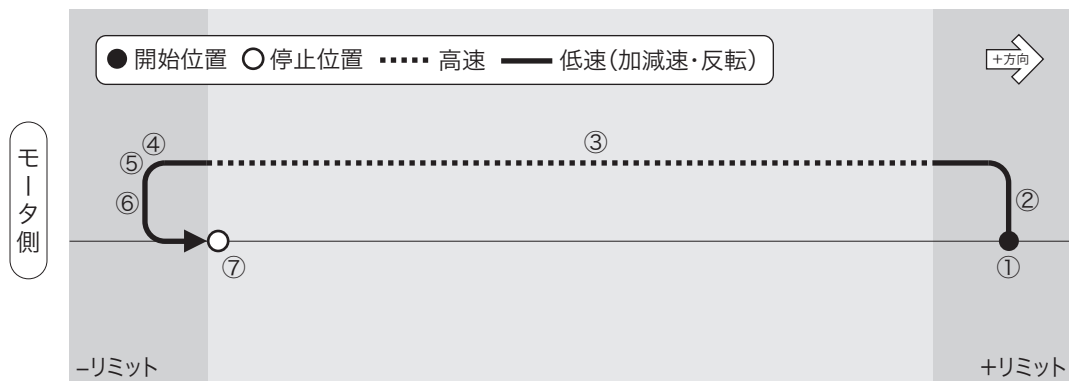 ●開始位置 ○停止位置 ••••• 高速 ―― 低速(加減速・反転)
+方向
モータ側
③
④
⑤
⑥
②
⑦
①
−リミット
+リミット